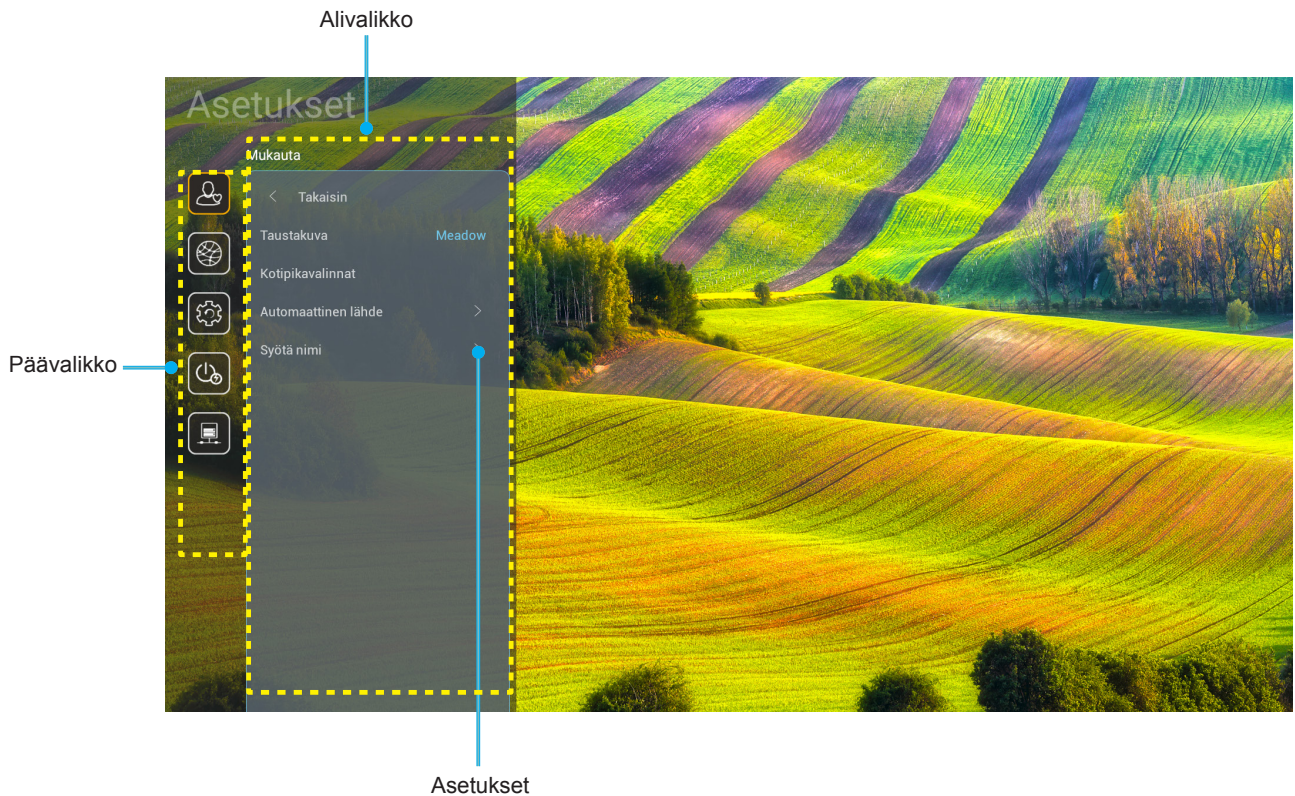 Alivalikko
Asetukset
Mukauta
Takaisin
Taustakuva Meadow
Kotipikavalinnat
Automaattinen lähde
Syötä nimi
Päävalikko
Asetukset